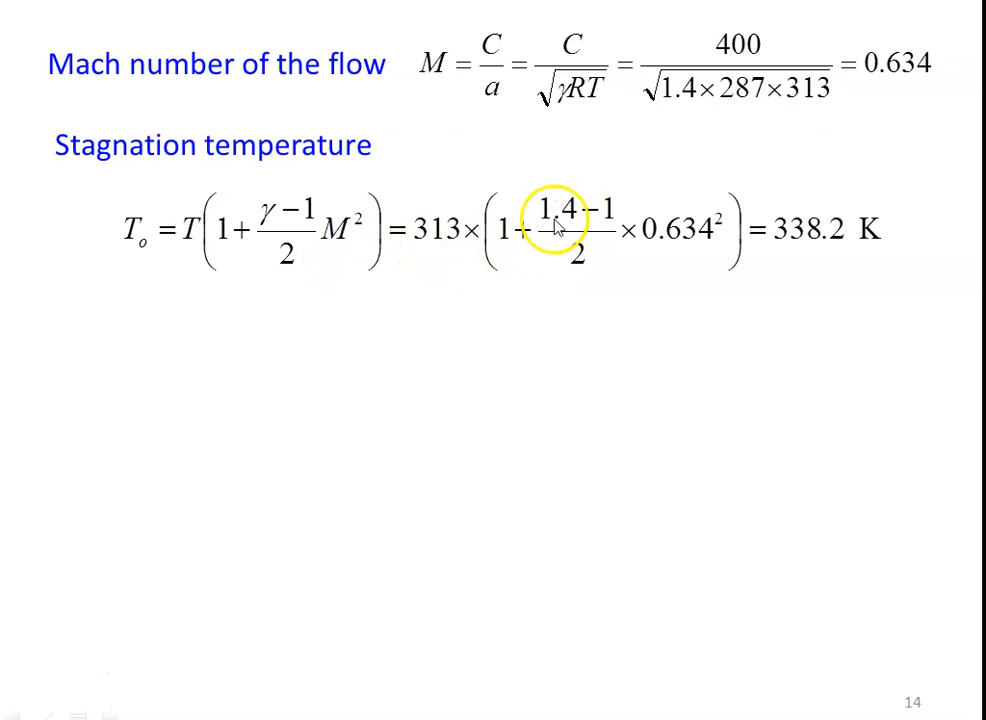 Mach number of the flow M = C/a = C/√γRT = 400/√1.4×287×313 = 0.634
Stagnation temperature
Tₒ = T(1+ γ−1/2 M²) = 313×(1+ 1.4−1/2 ×0.634²) = 338.2 K
14